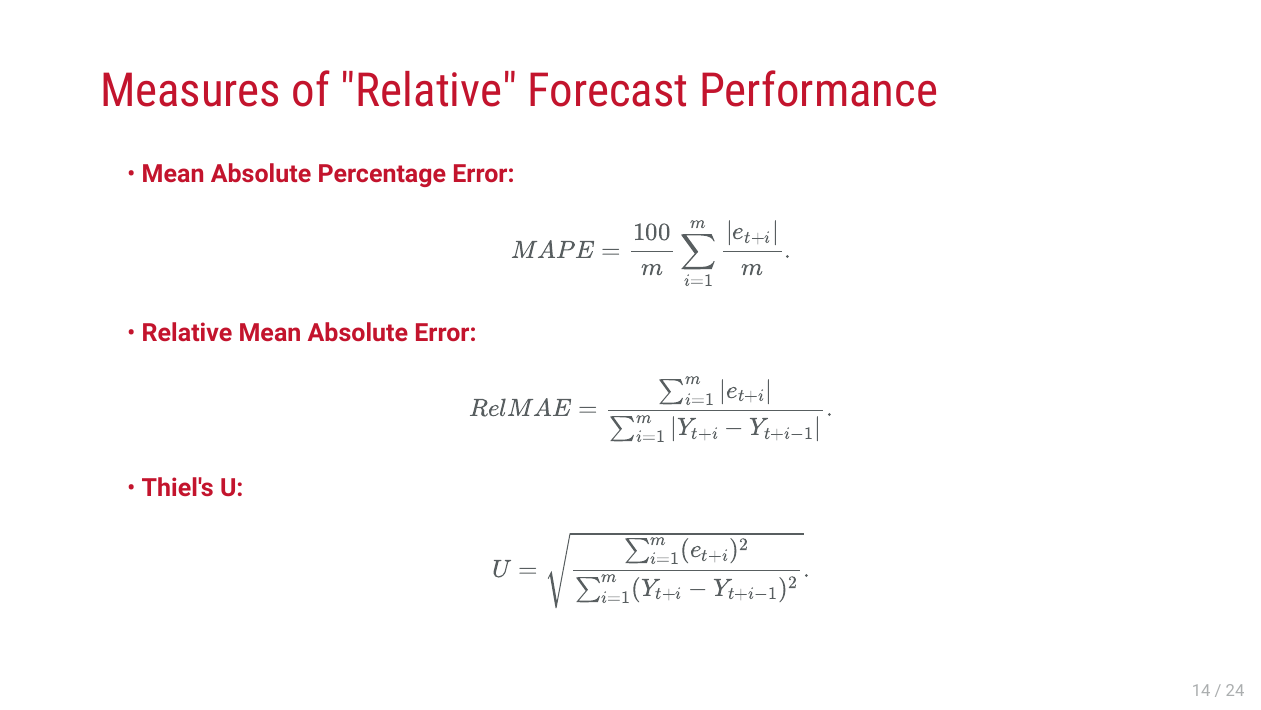 Measures of "Relative" Forecast Performance
• Mean Absolute Percentage Error:
$MAPE = \frac{100}{m} \sum_{i=1}^{m} \frac{|e_{t+i}|}{m}.$
• Relative Mean Absolute Error:
$RelMAE = \frac{\sum_{i=1}^{m} |e_{t+i}|}{\sum_{i=1}^{m} |Y_{t+i} - Y_{t+i-1}|}.$
• Thiel's U:
$U = \sqrt{\frac{\sum_{i=1}^{m} (e_{t+i})^2}{\sum_{i=1}^{m} (Y_{t+i} - Y_{t+i-1})^2}}.$
14 / 24